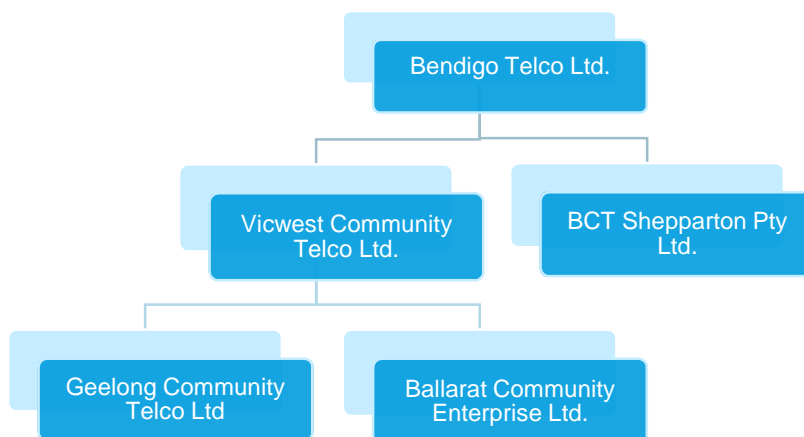 Bendigo Telco Ltd.
Vicwest Community
Telco Ltd.
BCT Shepparton Pty
Ltd.
Geelong Community
Telco Ltd
Ballarat Community
Enterprise Ltd.